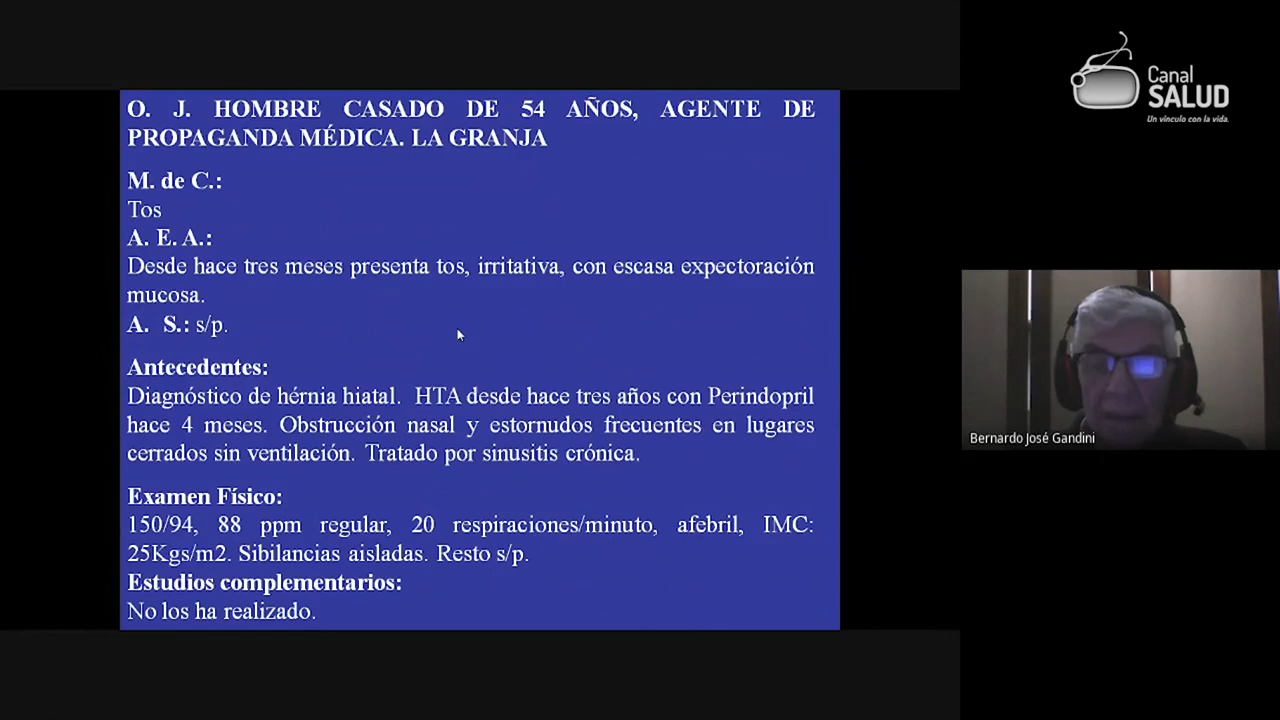 O. J. HOMBRE CASADO DE 54 AÑOS, AGENTE DE
PROPAGANDA MÉDICA. LA GRANJA
M. de C.:
Tos
A. E. A.:
Desde hace tres meses presenta tos, irritativa, con escasa expectoración
mucosa.
A. S.: s/p.
Antecedentes:
Diagnóstico de hérnia hiatal. HTA desde hace tres años con Perindopril
hace 4 meses. Obstrucción nasal y estornudos frecuentes en lugares
cerrados sin ventilación. Tratado por sinusitis crónica.
Examen Físico:
150/94, 88 ppm regular, 20 respiraciones/minuto, afebril, IMC:
25Kgs/m2. Sibilancias aisladas. Resto s/p.
Estudios complementarios:
No los ha realizado.
Canal
SALUD
Un vínculo con la vida.
Bernardo José Gandini